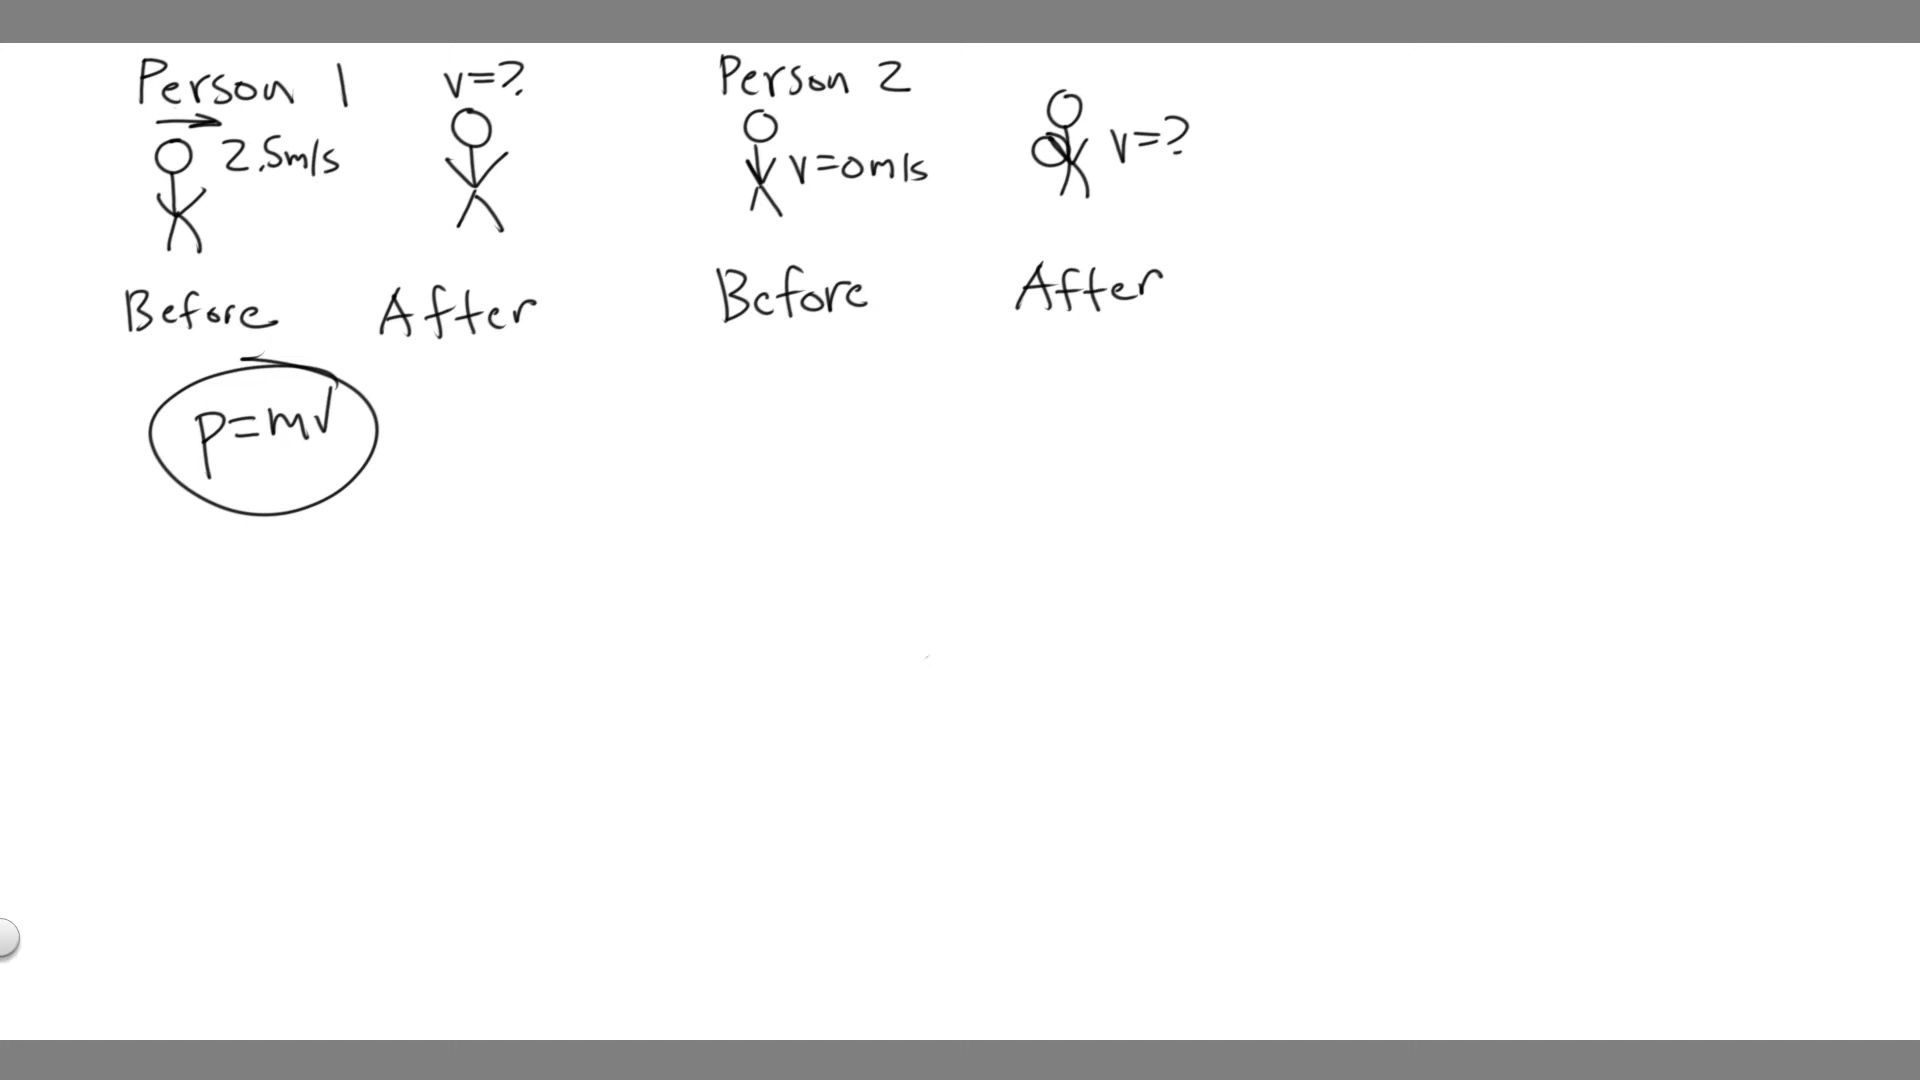 Person 1
v=?
2.5m/s
Before
After
Person 2
v=0m/s
v=?
Before
After
p=mv